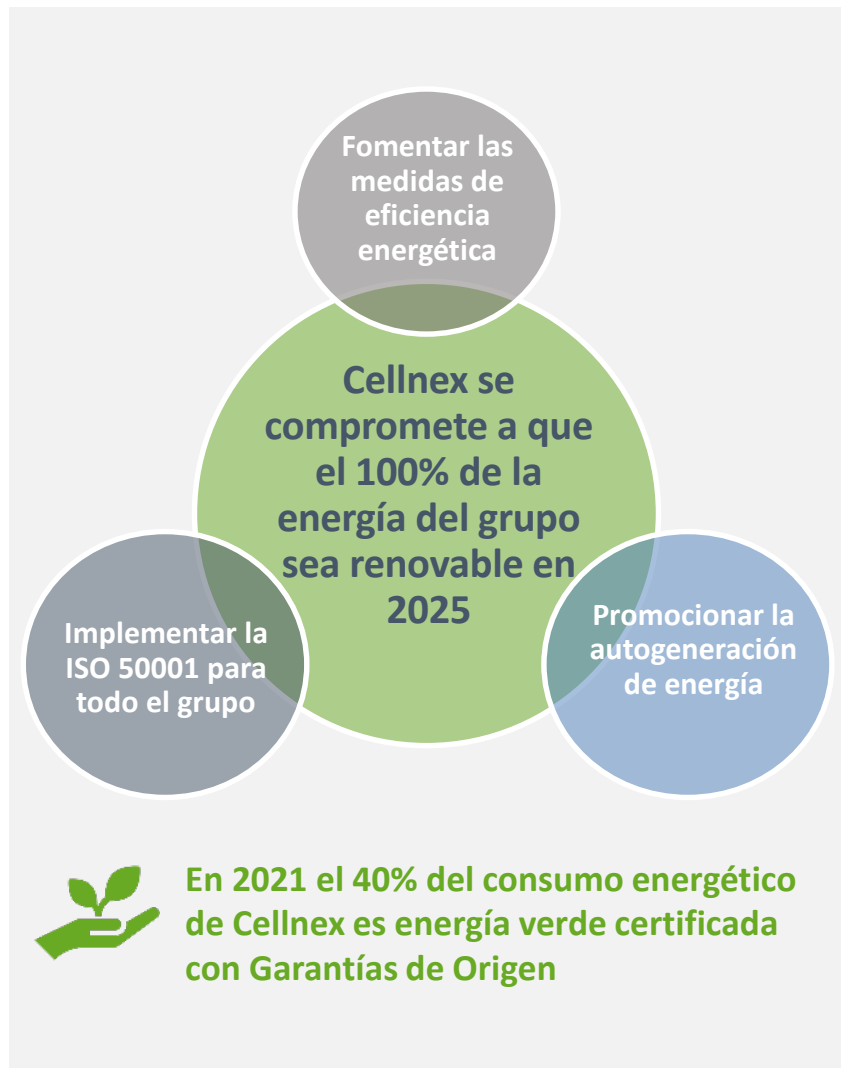 Fomentar las
medidas de
eficiencia
energética
Cellnex se
compromete a que
el 100% de la
energía del grupo
sea renovable en
2025
Implementar la
ISO 50001 para
todo el grupo
Promocionar la
autogeneración
de energía
En 2021 el 40% del consumo energético
de Cellnex es energía verde certificada
con Garantías de Origen